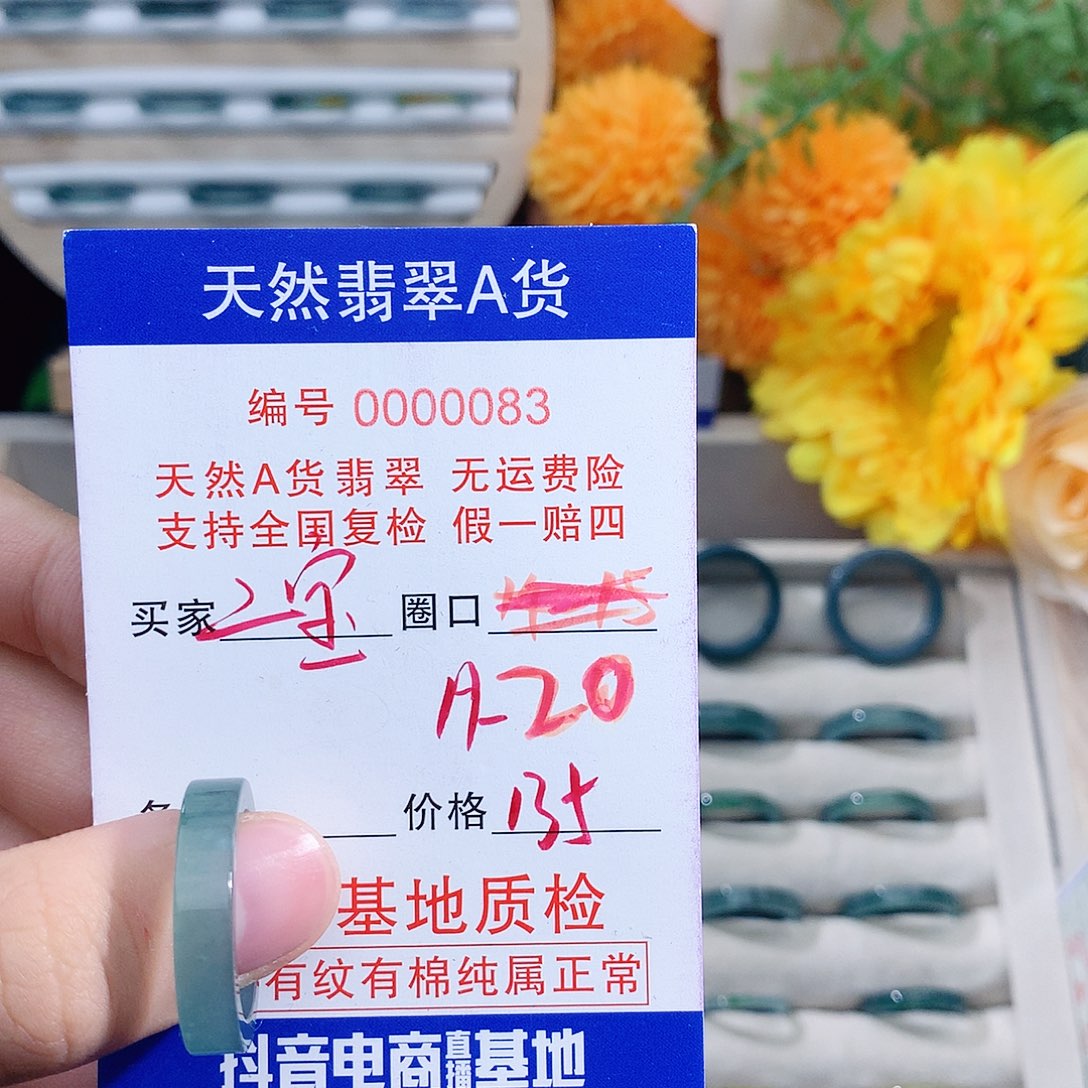 天然翡翠A货
编号 0000083
天然A货翡翠 无运费险
支持全国复检 假一赔四
买家 圈口
A-20
价格 135
基地质检
有纹有棉纯属正常
抖音电商直播基地